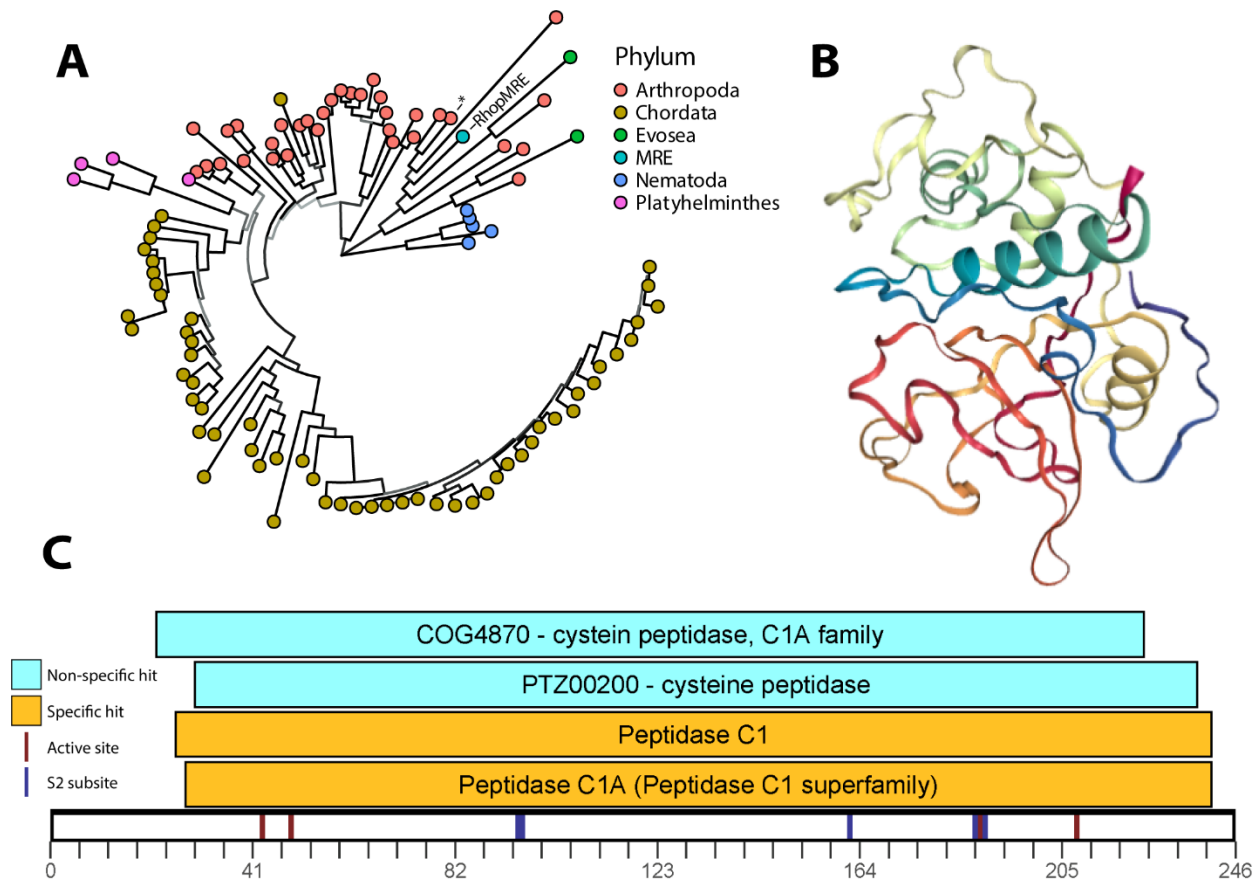 A
B
Phylum
Arthropoda
Chordata
Evosea
MRE
Nematoda
Platyhelminthes
–*
–RhopMRE
C
COG4870 - cystein peptidase, C1A family
PTZ00200 - cysteine peptidase
Peptidase C1
Peptidase C1A (Peptidase C1 superfamily)
Non-specific hit
Specific hit
Active site
S2 subsite
0 41 82 123 164 205 246